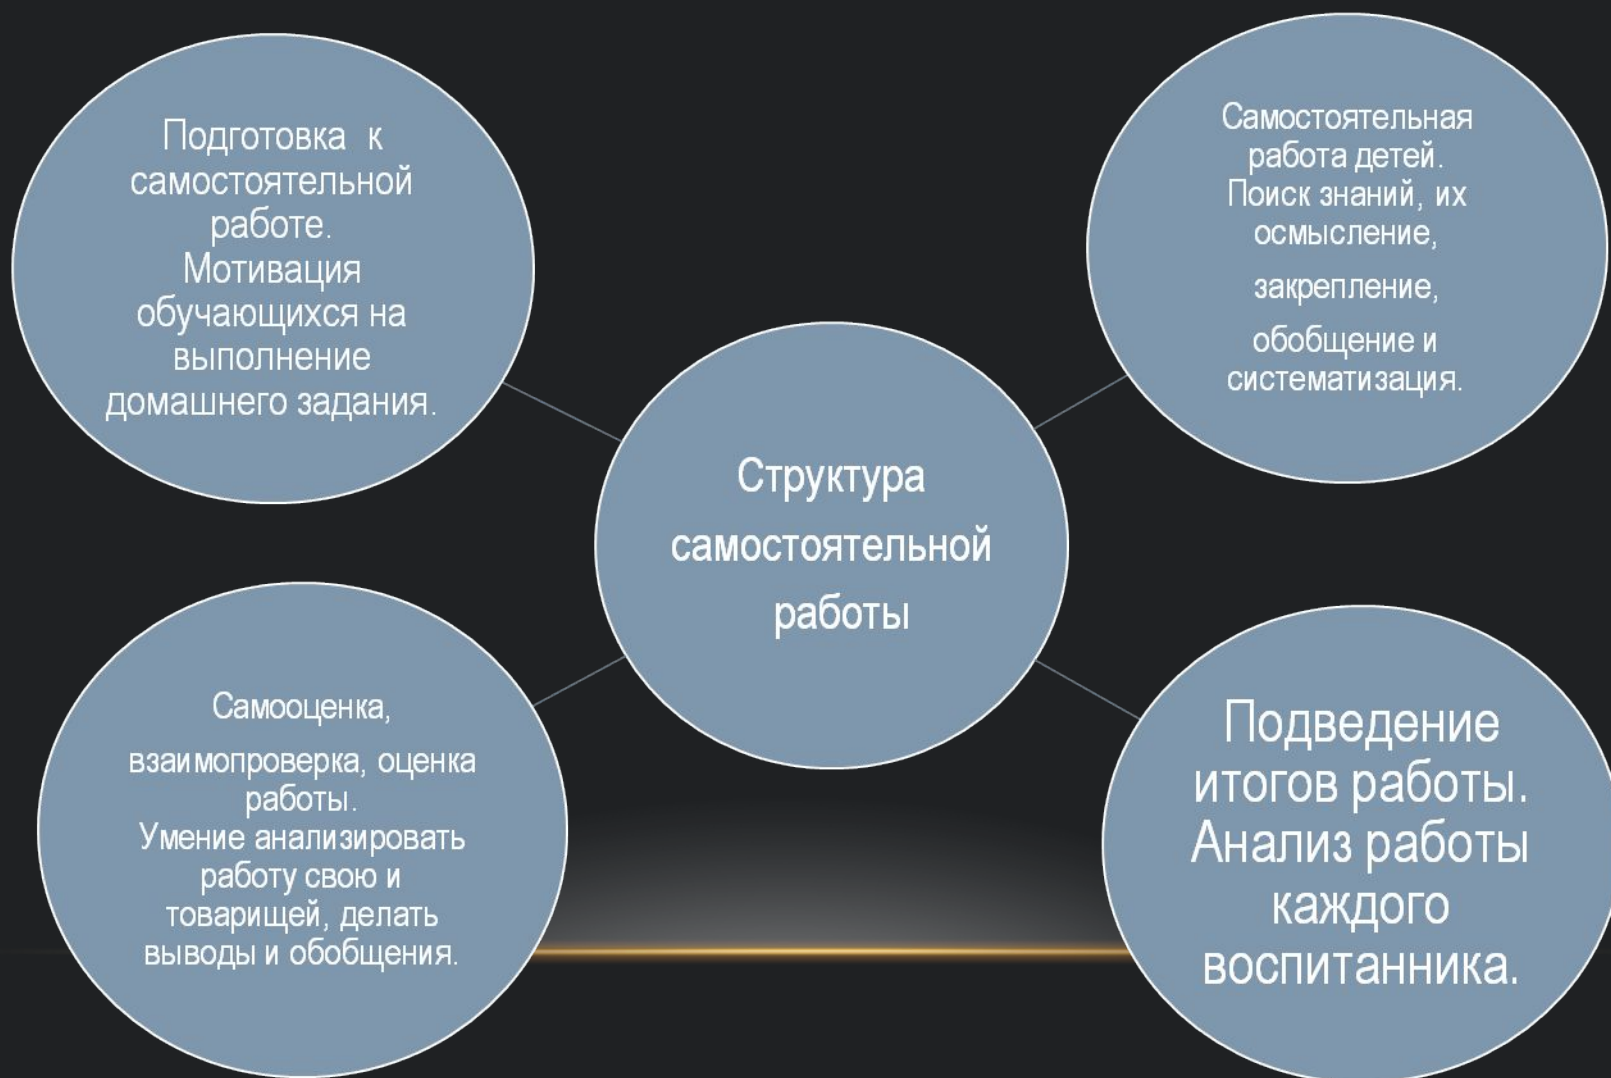 Подготовка к
самостоятельной
работе.
Мотивация
обучающихся на
выполнение
домашнего задания.
Самостоятельная
работа детей.
Поиск знаний, их
осмысление,
закрепление,
обобщение и
систематизация.
Структура
самостоятельной
работы
Самооценка,
взаимопроверка, оценка
работы.
Умение анализировать
работу свою и
товарищей, делать
выводы и обобщения.
Подведение
итогов работы.
Анализ работы
каждого
воспитанника.